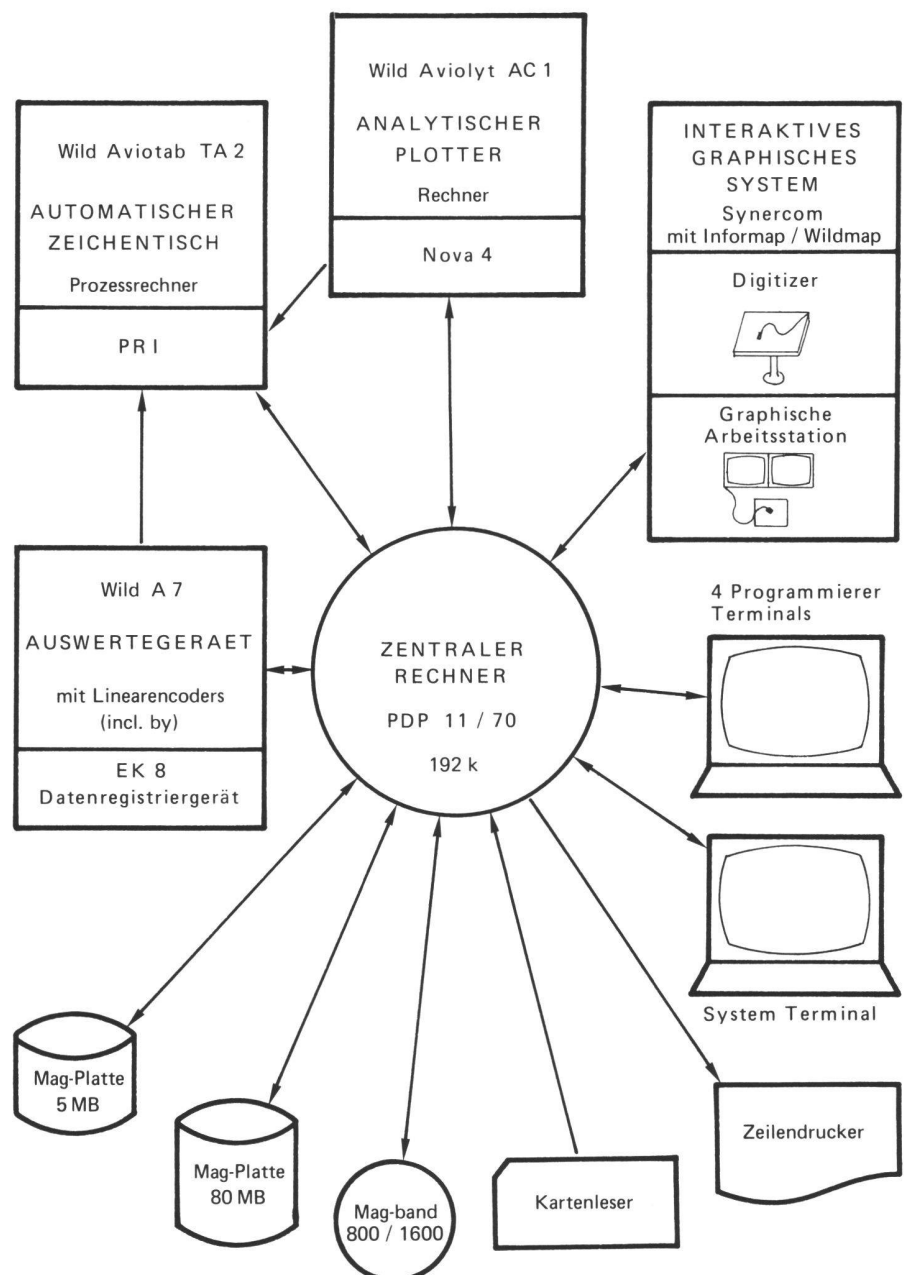 Wild Aviolyt AC 1
ANALYTISCHER
PLOTTER
Rechner
Nova 4
Wild Aviotab TA 2
AUTOMATISCHER
ZEICHENTISCH
Prozessrechner
PR I
INTERAKTIVES
GRAPHISCHES
SYSTEM
Synercom
mit Informap / Wildmap
Digitizer
Graphische
Arbeitsstation
Wild A 7
AUSWERTEGERAET
mit Linearencoders
(incl. by)
EK 8
Datenregistriergerät
ZENTRALER
RECHNER
PDP 11 / 70
192 k
4 Programmierer
Terminals
System Terminal
Mag-Platte
5 MB
Mag-Platte
80 MB
Mag-band
800 / 1600
Kartenleser
Zeilendrucker